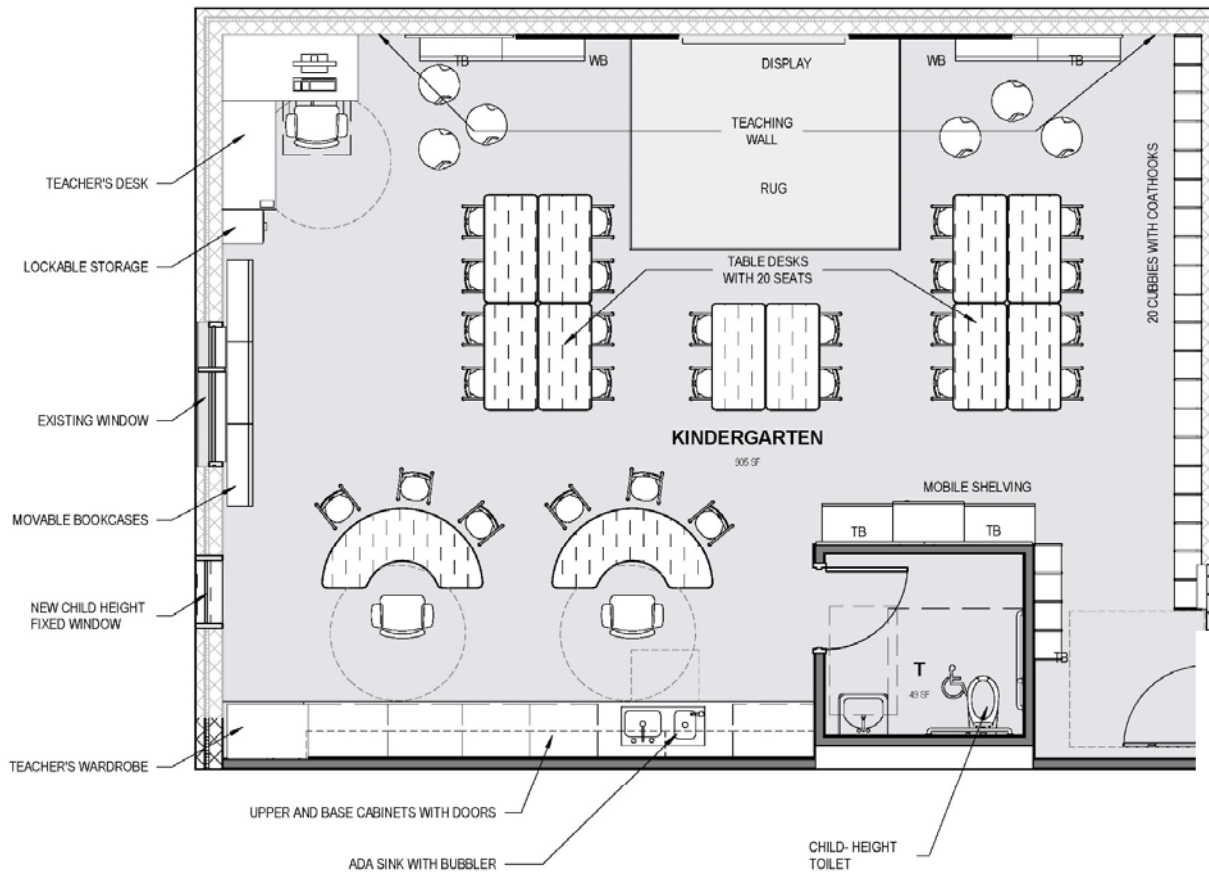 TB
WB
DISPLAY
WB
TB
TEACHING
WALL
RUG
TEACHER'S DESK
LOCKABLE STORAGE
TABLE DESKS
WITH 20 SEATS
20 CUBBIES WITH COATHOOKS
EXISTING WINDOW
KINDERGARTEN
905 SF
MOVABLE BOOKCASES
MOBILE SHELVING
TB
TB
NEW CHILD HEIGHT
FIXED WINDOW
TB
T
49 SF
TEACHER'S WARDROBE
UPPER AND BASE CABINETS WITH DOORS
ADA SINK WITH BUBBLER
CHILD- HEIGHT
TOILET